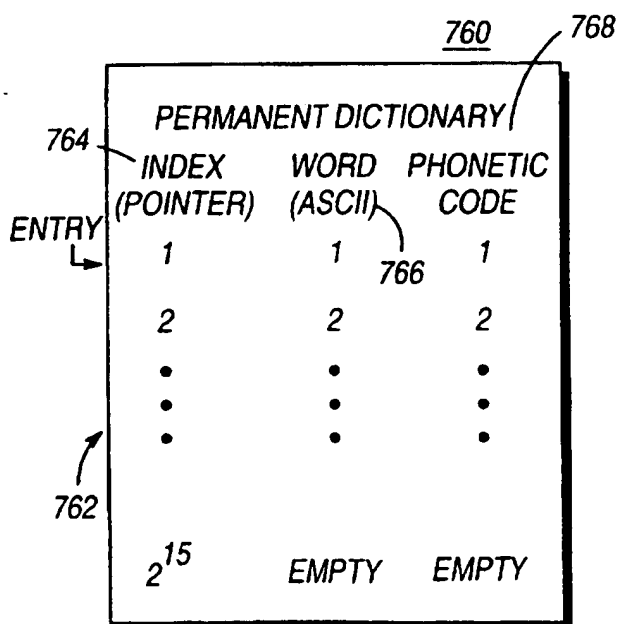 760
768
PERMANENT DICTIONARY
764
INDEX WORD PHONETIC
(POINTER) (ASCII) CODE
ENTRY
1 1 1
766
2 2 2
762
2^15 EMPTY EMPTY